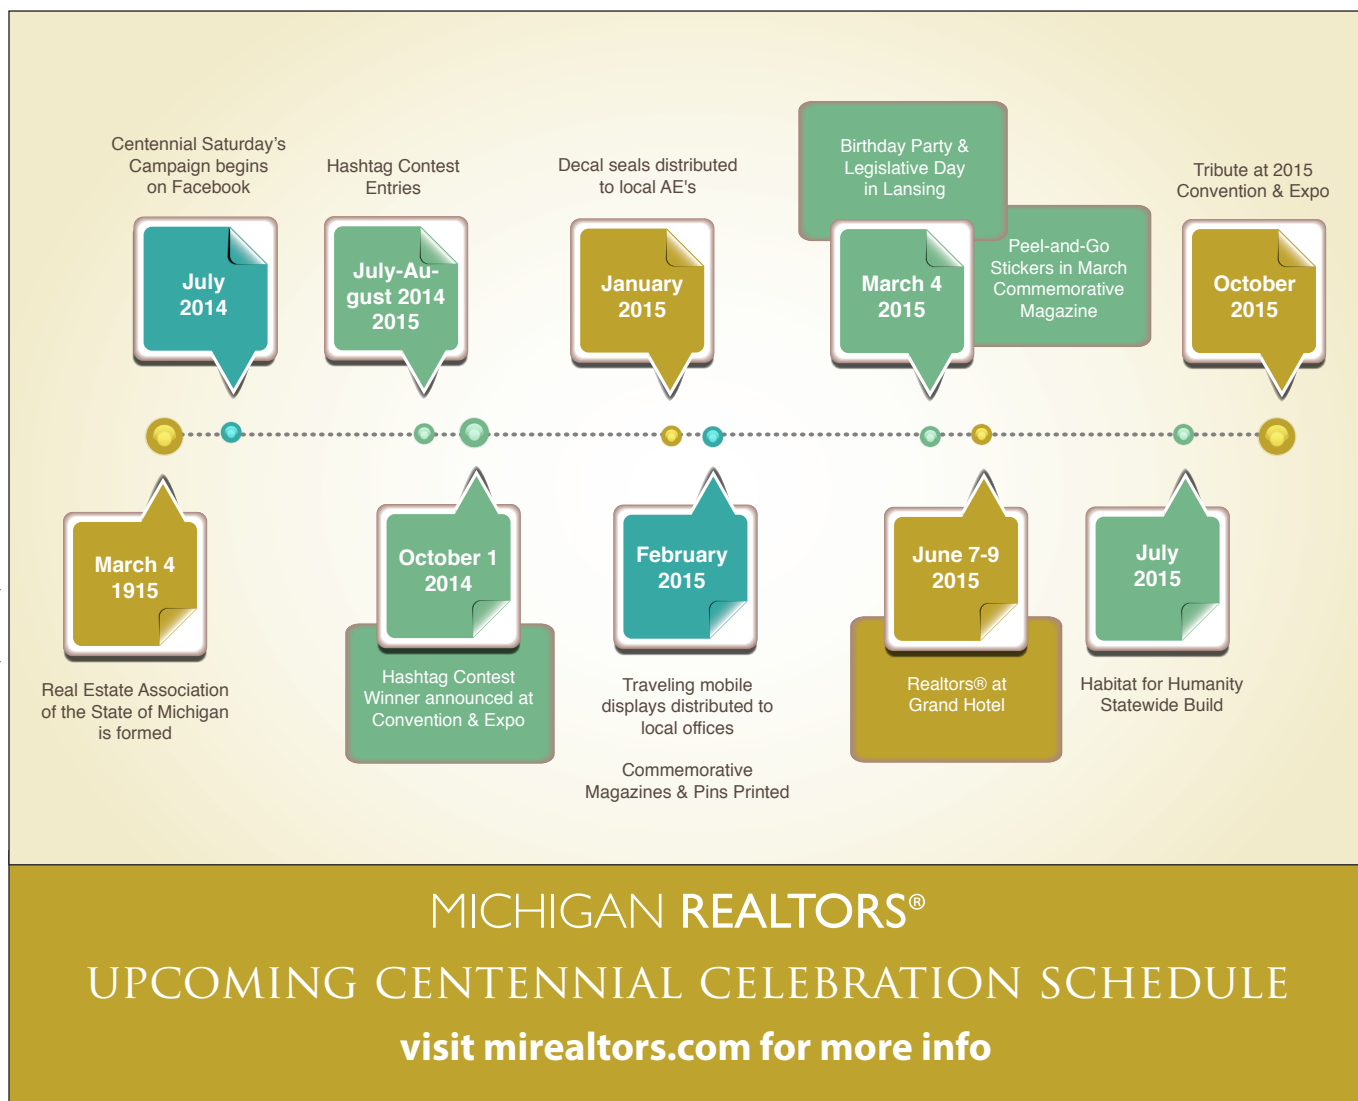 Centennial Saturday's
Campaign begins
on Facebook
July
2014
Hashtag Contest
Entries
July-Au-
gust 2014
2015
Decal seals distributed
to local AE's
January
2015
Birthday Party &
Legislative Day
in Lansing
March 4
2015
Peel-and-Go
Stickers in March
Commemorative
Magazine
Tribute at 2015
Convention & Expo
October
2015
March 4
1915
Real Estate Association
of the State of Michigan
is formed
October 1
2014
Hashtag Contest
Winner announced at
Convention & Expo
February
2015
Traveling mobile
displays distributed to
local offices
Commemorative
Magazines & Pins Printed
June 7-9
2015
Realtors® at
Grand Hotel
July
2015
Habitat for Humanity
Statewide Build
MICHIGAN REALTORS®
UPCOMING CENTENNIAL CELEBRATION SCHEDULE
visit mirealtors.com for more info